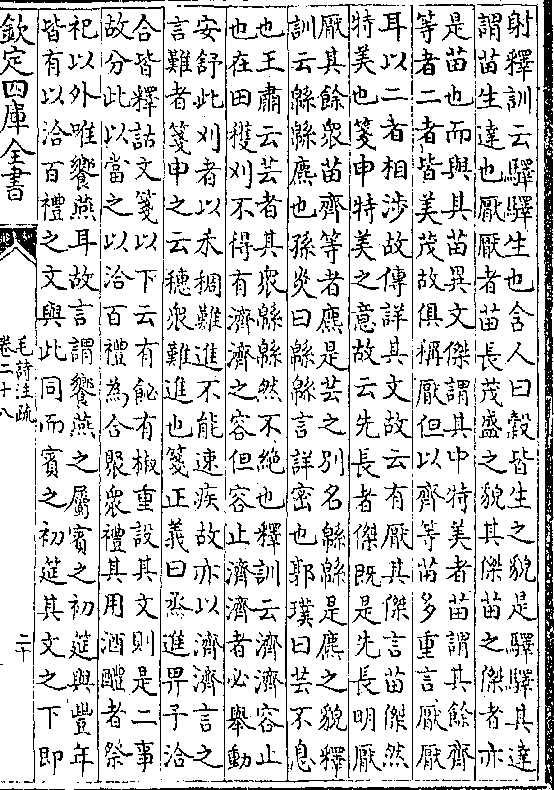 射釋訓云驛驛生也舍人曰穀皆生之貌是驛驛其達
謂苗生達也厭厭者苗長茂盛之貌其傑苗之傑者亦
是苗也而與其苗異文傑謂其中特美者苗謂其餘齊
等者二者皆美茂故俱稱厭但以齊等苗多重言厭厭
耳以二者相涉故傳詳其文故云有厭其傑言苗傑然
特美也箋申特美之意故云先長者傑既是先長明厭
厭其餘衆苗齊等者麃是芸之別名緜緜是麃之貌釋
訓云緜緜麃也孫炎曰緜緜言詳密也郭璞曰芸不息
也王肅云芸者其衆緜緜然不絶也釋訓云濟濟容止
也在田穫刈不得有濟濟之容但容止濟濟者必舉動
安舒此刈者以禾稠難進不能速疾故亦以濟濟言之
言難者箋申之云穗衆難進也箋正義曰烝進畀予洽
合皆釋詁文箋以下云有飶有椒重設其文則是二事
故分此以當之以洽百禮為合聚衆禮其用酒醴者祭
祀以外唯饗燕耳故言謂饗燕之屬賓之初筵與豐年
皆有以洽百禮之文與此同而賓之初筵其文之下即
欽定四庫全書
毛詩注疏
卷二十八
二十